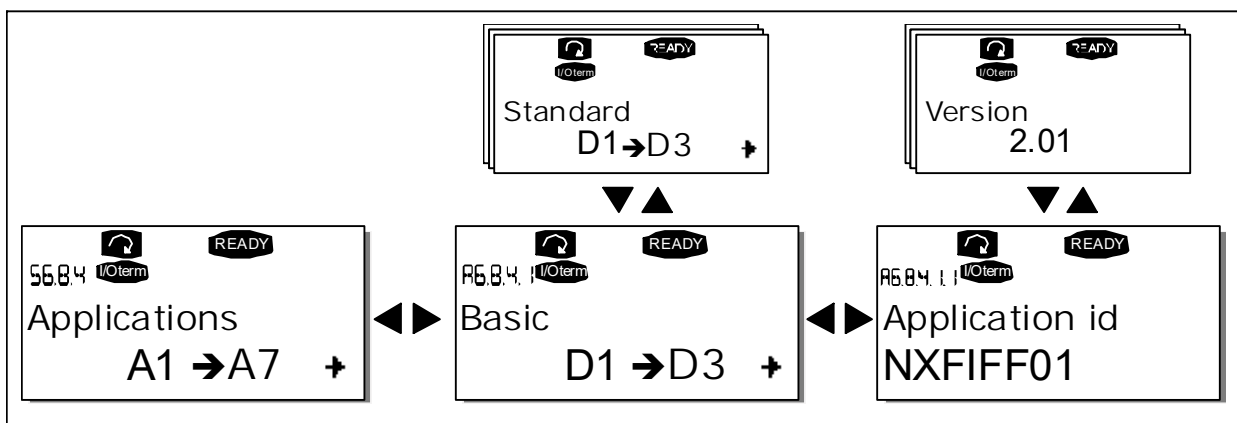 READY
I/Oterm
Standard
D1➔D3
READY
I/Oterm
Version
2.01
READY
S6.8.4 I/Oterm
Applications
A1 ➔A7
READY
A6.8.4.1 I/Oterm
Basic
D1 ➔D3
READY
A6.8.4.1.1 I/Oterm
Application id
NXFIFF01